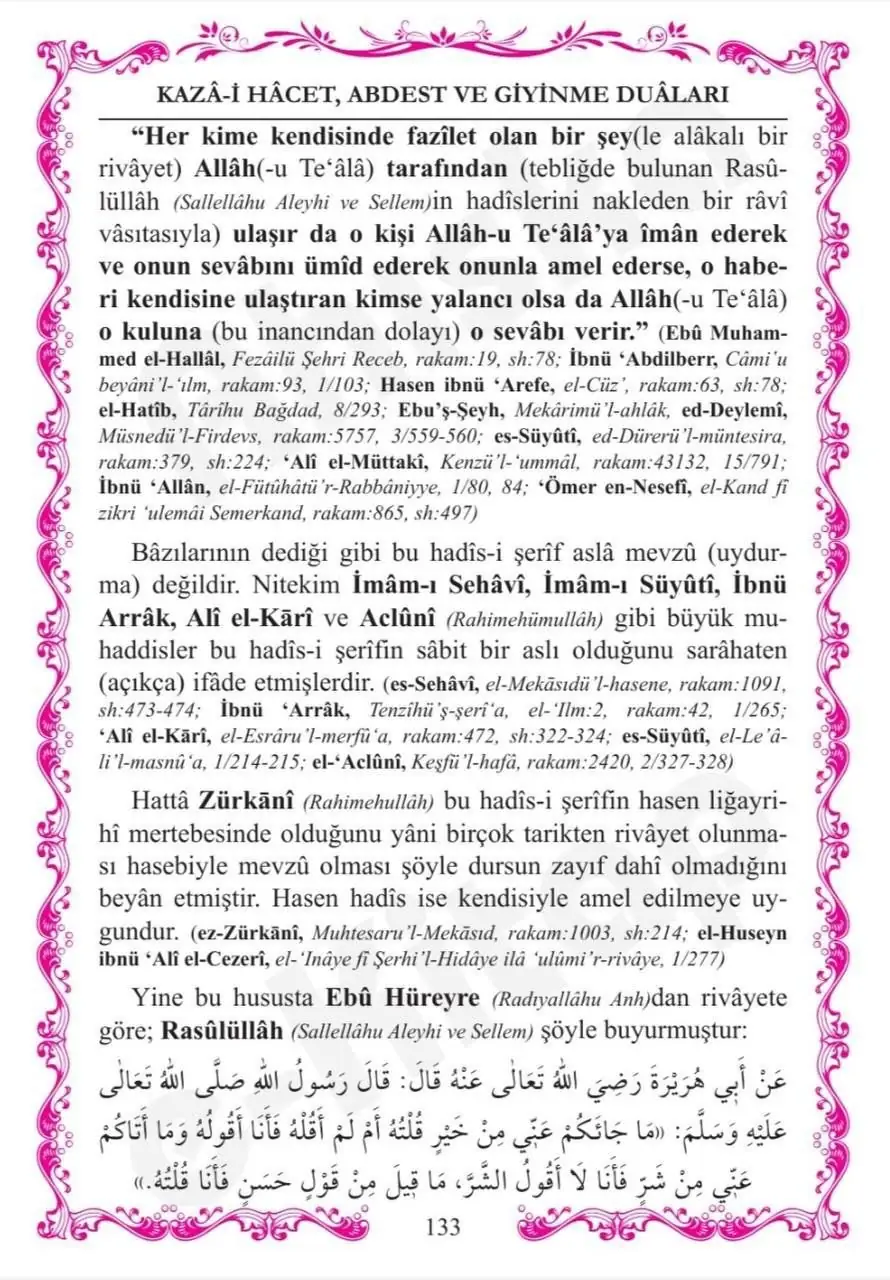 KAZÂ-İ HÂCET, ABDEST VE GİYİNME DUÂLARI
“Her kime kendisinde fazîlet olan bir şey(le alâkalı bir
rivâyet) Allâh(-u Te‘âlâ) tarafından (tebliğde bulunan Rasû-
lüllâh (Sallellâhu Aleyhi ve Sellem)in hadîslerini nakleden bir râvî
vâsıtasıyla) ulaşır da o kişi Allâh-u Te‘âlâ’ya îmân ederek
ve onun sevâbını ümîd ederek onunla amel ederse, o habe-
ri kendisine ulaştıran kimse yalancı olsa da Allâh(-u Te‘âlâ)
o kuluna (bu inancından dolayı) o sevâbı verir.” (Ebû Muham-
med el-Hallâl, Fezâilü Şehri Receb, rakam:19, sh:78; İbnü ‘Abdilberr, Câmi’u
beyâni’l-‘ılm, rakam:93, 1/103; Hasen ibnü ‘Arefe, el-Cüz’, rakam:63, sh:78;
el-Hatîb, Târîhu Bağdad, 8/293; Ebu’ş-Şeyh, Mekârimü’l-ahlâk, ed-Deylemî,
Müsnedü’l-Firdevs, rakam:5757, 3/559-560; es-Süyûtî, ed-Dürerü’l-müntesira,
rakam:379, sh:224; ‘Alî el-Müttakî, Kenzü’l-‘ummâl, rakam:43132, 15/791;
İbnü ‘Allân, el-Fütûhâtü’r-Rabbâniyye, 1/80, 84; ‘Ömer en-Nesefî, el-Kand fî
zikri ‘ulemâi Semerkand, rakam:865, sh:497)
Bâzılarının dediği gibi bu hadîs-i şerîf aslâ mevzû (uydur-
ma) değildir. Nitekim İmâm-ı Sehâvî, İmâm-ı Süyûtî, İbnü
Arrâk, Alî el-Kārî ve Aclûnî (Rahimehümullâh) gibi büyük mu-
haddisler bu hadîs-i şerîfin sâbit bir aslı olduğunu sarâhaten
(açıkça) ifâde etmişlerdir. (es-Sehâvî, el-Mekāsıdü’l-hasene, rakam:1091,
sh:473-474; İbnü ‘Arrâk, Tenzîhü’ş-şerî‘a, el-‘Ilm:2, rakam:42, 1/265;
‘Alî el-Kārî, el-Esrâru’l-merfû‘a, rakam:472, sh:322-324; es-Süyûtî, el-Le’â-
li’l-masnû‘a, 1/214-215; el-‘Aclûnî, Keşfü’l-hafâ, rakam:2420, 2/327-328)
Hattâ Zürkānî (Rahimehullâh) bu hadîs-i şerîfin hasen liğayri-
hî mertebesinde olduğunu yâni birçok tarikten rivâyet olunma-
sı hasebiyle mevzû olması şöyle dursun zayıf dahî olmadığını
beyân etmiştir. Hasen hadîs ise kendisiyle amel edilmeye uy-
gundur. (ez-Zürkānî, Muhtesaru’l-Mekāsıd, rakam:1003, sh:214; el-Huseyn
ibnü ‘Alî el-Cezerî, el-‘Inâye fî Şerhi’l-Hidâye ilâ ‘ulûmi’r-rivâye, 1/277)
Yine bu hususta Ebû Hüreyre (Radıyallâhu Anh)dan rivâyete
göre; Rasûlüllâh (Sallellâhu Aleyhi ve Sellem) şöyle buyurmuştur:
عَنْ أَبِي هُرَيْرَةَ رَضِيَ اللهُ تَعَالٰى عَنْهُ قَالَ: قَالَ رَسُولُ اللهِ صَلَّى اللهُ تَعَالٰى
عَلَيْهِ وَسَلَّمَ: «مَا جَائَكُمْ عَنِّي مِنْ خَيْرٍ قُلْتُهُ أَمْ لَمْ أَقُلْهُ فَأَنَا أَقُولُهُ وَمَا أَتَاكُمْ
عَنِّي مِنْ شَرٍّ فَأَنَا لَا أَقُولُ الشَّرَّ، مَا قِيلَ مِنْ قَوْلٍ حَسَنٍ فَأَنَا قُلْتُهُ.»
133